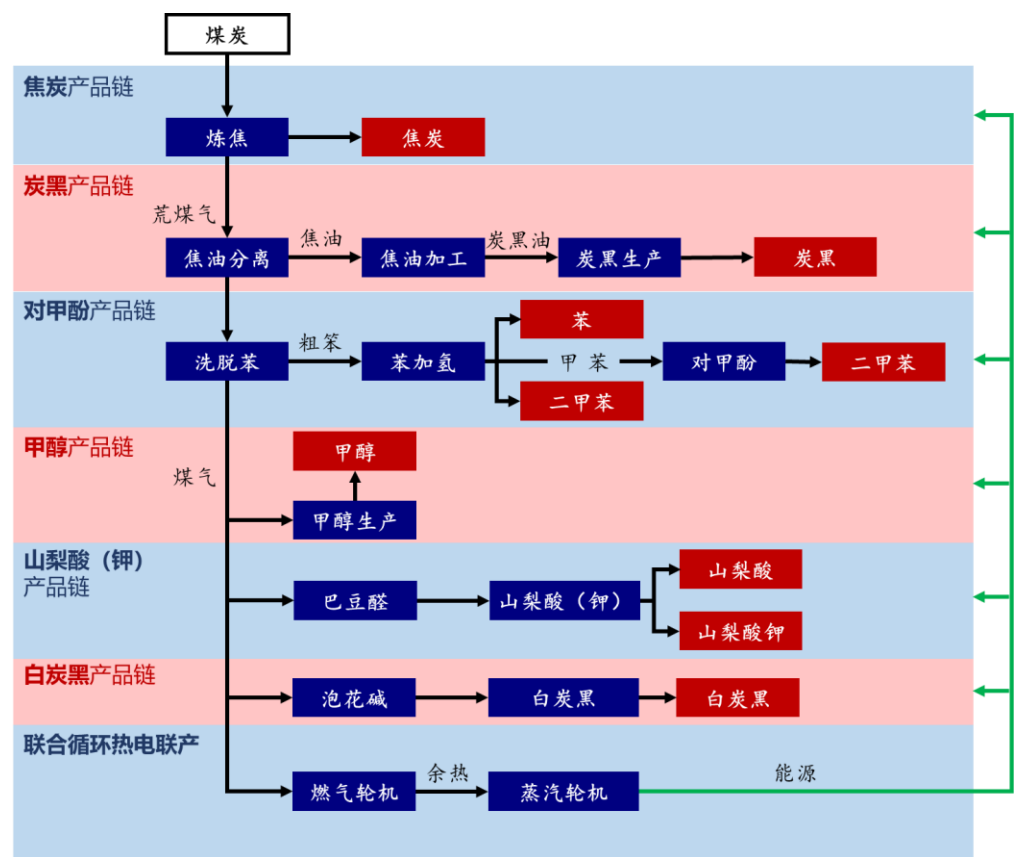 煤炭
焦炭产品链
炼焦
焦炭
炭黑产品链
荒煤气
焦油
炭黑油
焦油分离
焦油加工
炭黑生产
炭黑
对甲酚产品链
苯
粗笨
甲苯
洗脱苯
苯加氢
对甲酚
二甲苯
二甲苯
甲醇产品链
甲醇
煤气
甲醇生产
山梨酸（钾）
产品链
山梨酸
巴豆醛
山梨酸（钾）
山梨酸钾
白炭黑产品链
泡花碱
白炭黑
白炭黑
联合循环热电联产
余热
能源
燃气轮机
蒸汽轮机